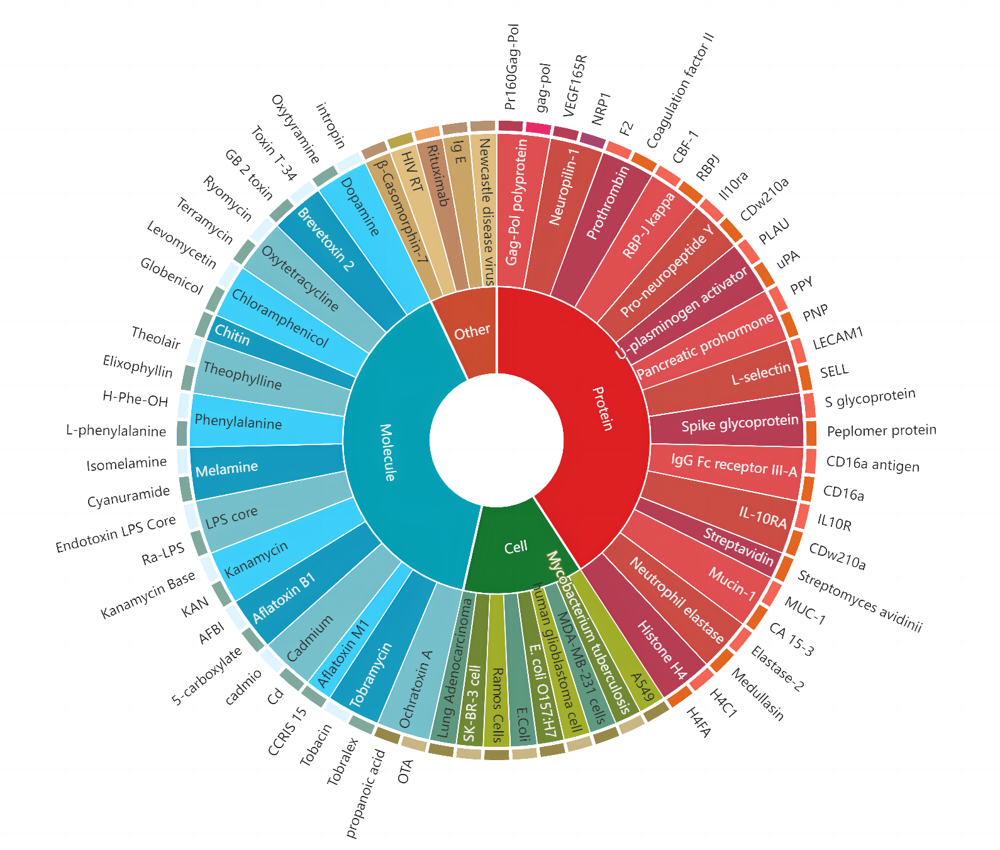 Protein
Cell
Molecule
Other
Gag-Pol polyprotein
Neuropilin-1
Prothrombin
RBP-J kappa
Pro-neuropeptide Y
U-plasminogen activator
Pancreatic prohormone
L-selectin
Spike glycoprotein
IgG Fc receptor III-A
IL-10RA
Streptavidin
Mucin-1
Neutrophil elastase
Histone H4
A549
Mycobacterium tuberculosis
MDA-MB-231 cells
human glioblastoma cell
E. coli O157:H7
E.Coli
Ramos Cells
SK-BR-3 cell
Lung Adenocarcinoma
Ochratoxin A
Tobramycin
Aflatoxin M1
Cadmium
Aflatoxin B1
Kanamycin
LPS core
Melamine
Phenylalanine
Theophylline
Chitin
Chloramphenicol
Oxytetracycline
Brevetoxin 2
Dopamine
β-Casomorphin-7
HIV RT
Rituximab
Ig E
Newcastle disease virus
Pr160Gag-Pol
gag-pol
VEGF165R
NRP1
F2
Coagulation factor II
CBF-1
RBPJ
Il10ra
CDw210a
PLAU
uPA
PPY
PNP
LECAM1
SELL
S glycoprotein
Peplomer protein
CD16a antigen
CD16a
IL10R
CDw210a
Streptomyces avidinii
MUC-1
CA 15-3
Elastase-2
Medullasin
H4C1
H4FA
OTA
propanoic acid
Tobralex
Tobacin
CCRIS 15
Cd
cadmio
5-carboxylate
AFBI
KAN
Kanamycin Base
Ra-LPS
Endotoxin LPS Core
Cyanuramide
Isomelamine
L-phenylalanine
H-Phe-OH
Elixophyllin
Theolair
Globenicol
Levomycetin
Terramycin
Ryomycin
GB 2 toxin
Toxin T-34
Oxytyramine
intropin